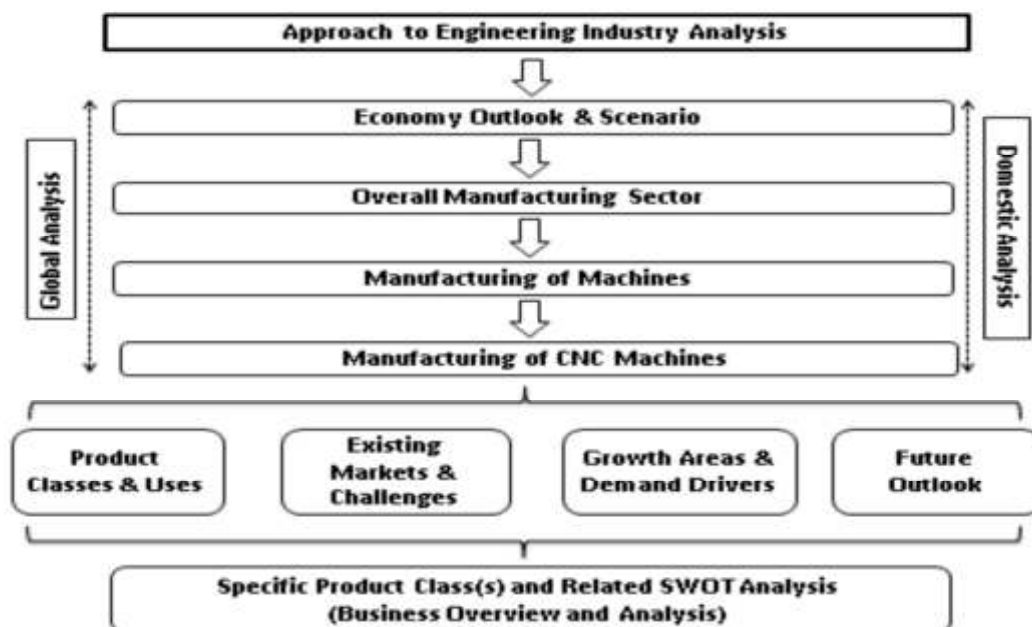 Approach to Engineering Industry Analysis
Economy Outlook & Scenario
Global Analysis
Domestic Analysis
Overall Manufacturing Sector
Manufacturing of Machines
Manufacturing of CNC Machines
Product
Classes & Uses
Existing
Markets &
Challenges
Growth Areas &
Demand Drivers
Future
Outlook
Specific Product Class(s) and Related SWOT Analysis
(Business Overview and Analysis)